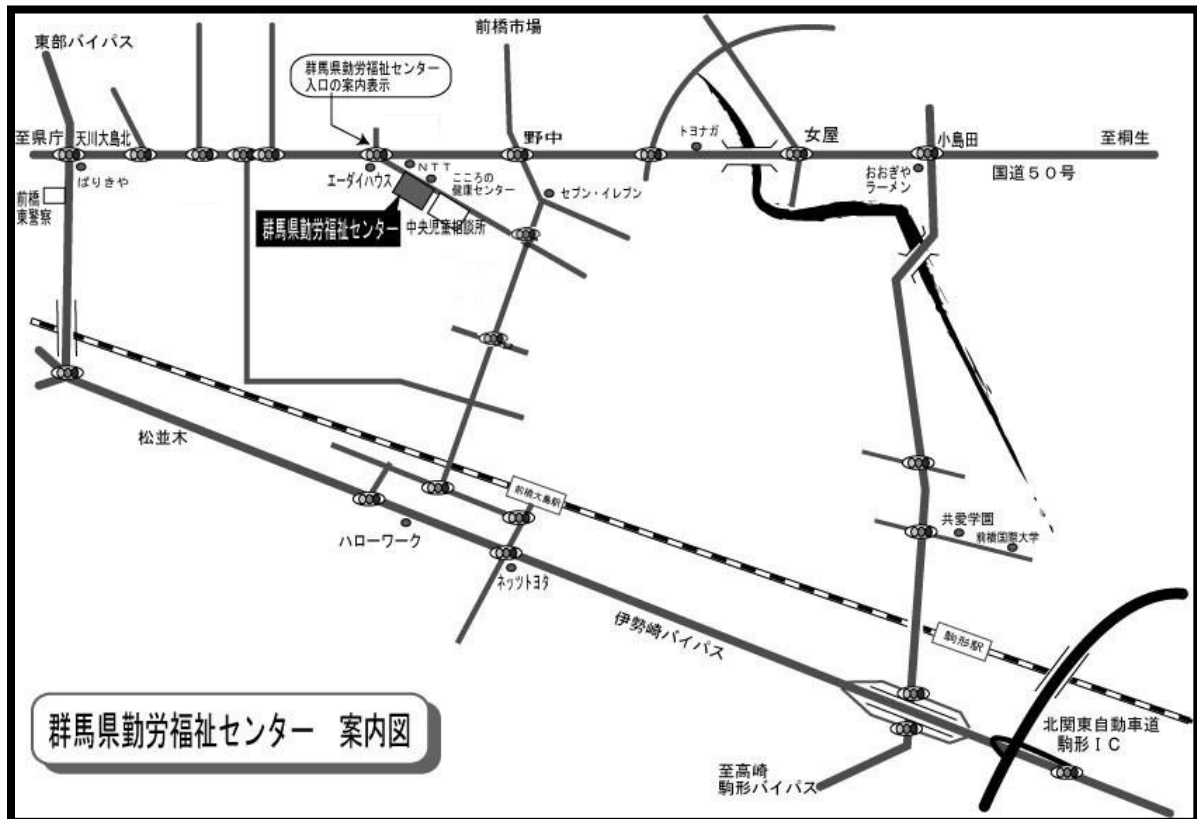 東部バイパス
前橋市場
群馬県勤労福祉センター
入口の案内表示
至県庁
天川大島北
野中
トヨナガ
女屋
小島田
至桐生
国道50号
ばりきや
前橋
東警察
エーダイハウス
NTT
こころの
健康センター
セブン・イレブン
おおぎや
ラーメン
群馬県勤労福祉センター
中央児童相談所
松並木
前橋大島駅
ハローワーク
ネッツトヨタ
共愛学園
前橋国際大学
伊勢崎バイパス
駒形駅
北関東自動車道
駒形IC
至高崎
駒形バイパス
群馬県勤労福祉センター 案内図